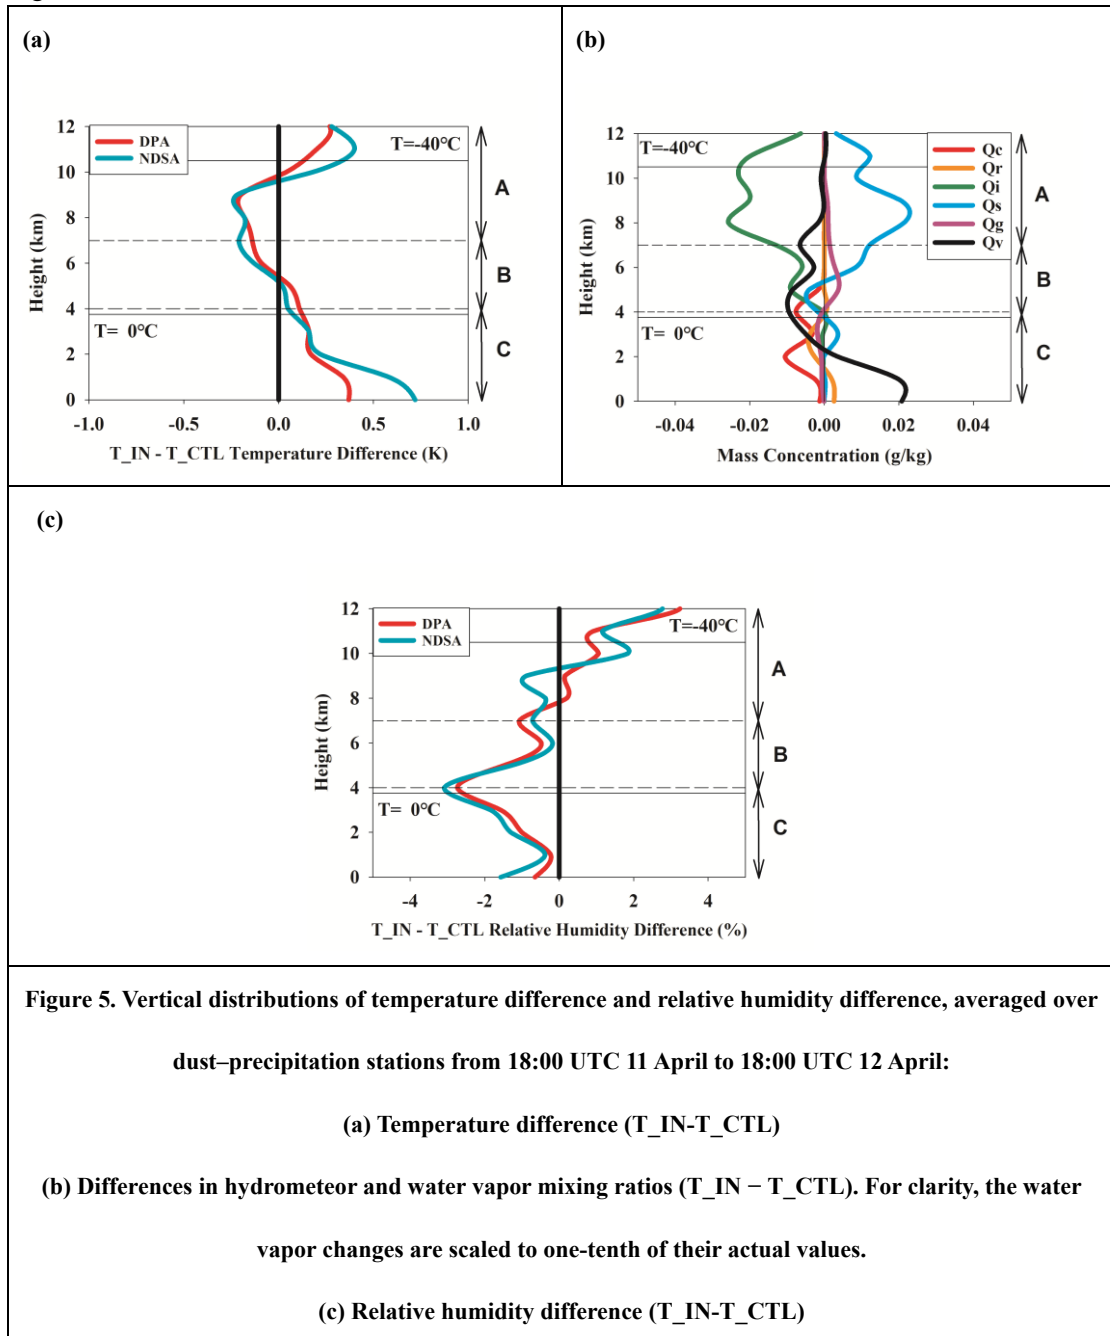 (a)
DPA
NDSA
T=-40°C
T= 0°C
12
10
8
6
4
2
0
Height (km)
-1.0 -0.5 0.0 0.5 1.0
T_IN - T_CTL Temperature Difference (K)
A
B
C
(b)
T=-40°C
T= 0°C
Qc
Qr
Qi
Qs
Qg
Qv
12
10
8
6
4
2
0
Height (km)
-0.04 -0.02 0.00 0.02 0.04
Mass Concentration (g/kg)
A
B
C
(c)
DPA
NDSA
T=-40°C
T= 0°C
12
10
8
6
4
2
0
Height (km)
-4 -2 0 2 4
T_IN - T_CTL Relative Humidity Difference (%)
A
B
C
Figure 5. Vertical distributions of temperature difference and relative humidity difference, averaged over
dust–precipitation stations from 18:00 UTC 11 April to 18:00 UTC 12 April:
(a) Temperature difference (T_IN-T_CTL)
(b) Differences in hydrometeor and water vapor mixing ratios (T_IN − T_CTL). For clarity, the water
vapor changes are scaled to one-tenth of their actual values.
(c) Relative humidity difference (T_IN-T_CTL)